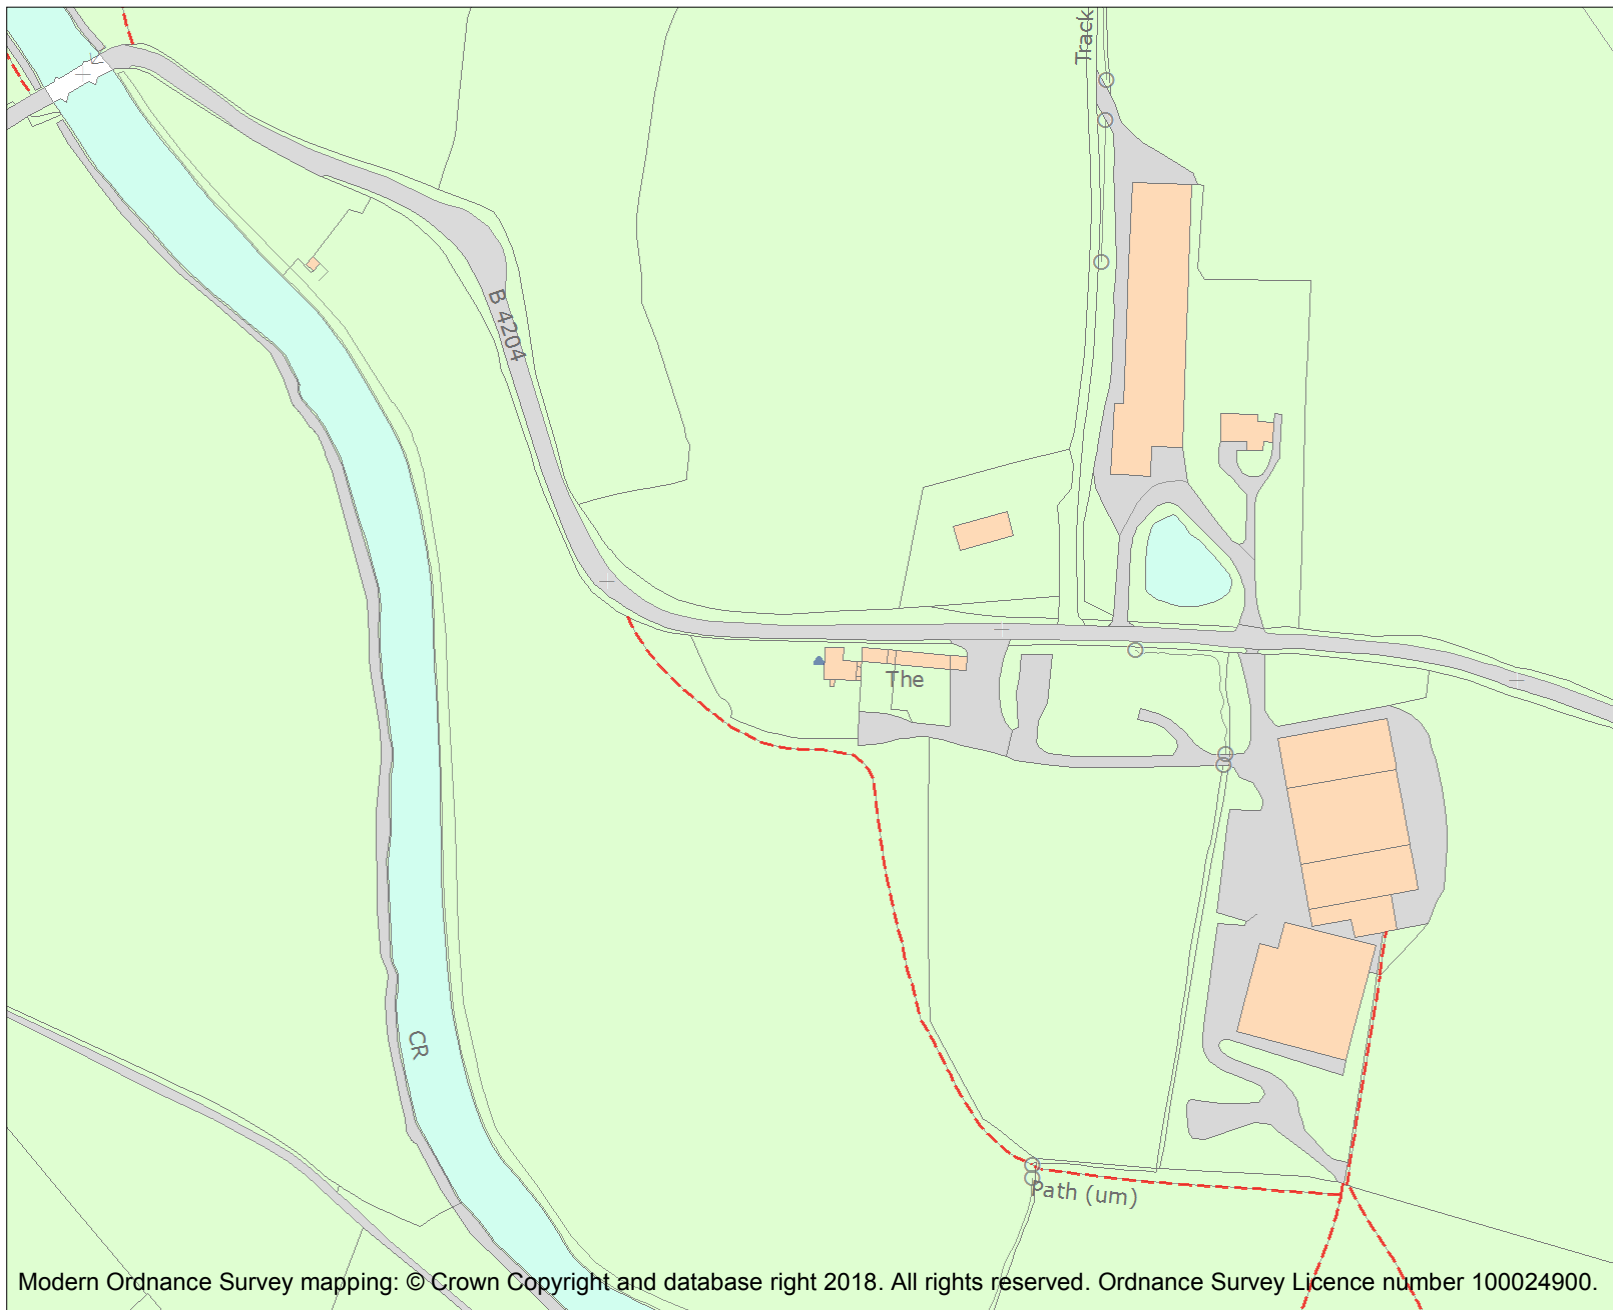 Track
B 4204
The
CR
Path (um)
Modern Ordnance Survey mapping: © Crown Copyright and database right 2018. All rights reserved. Ordnance Survey Licence number 100024900.